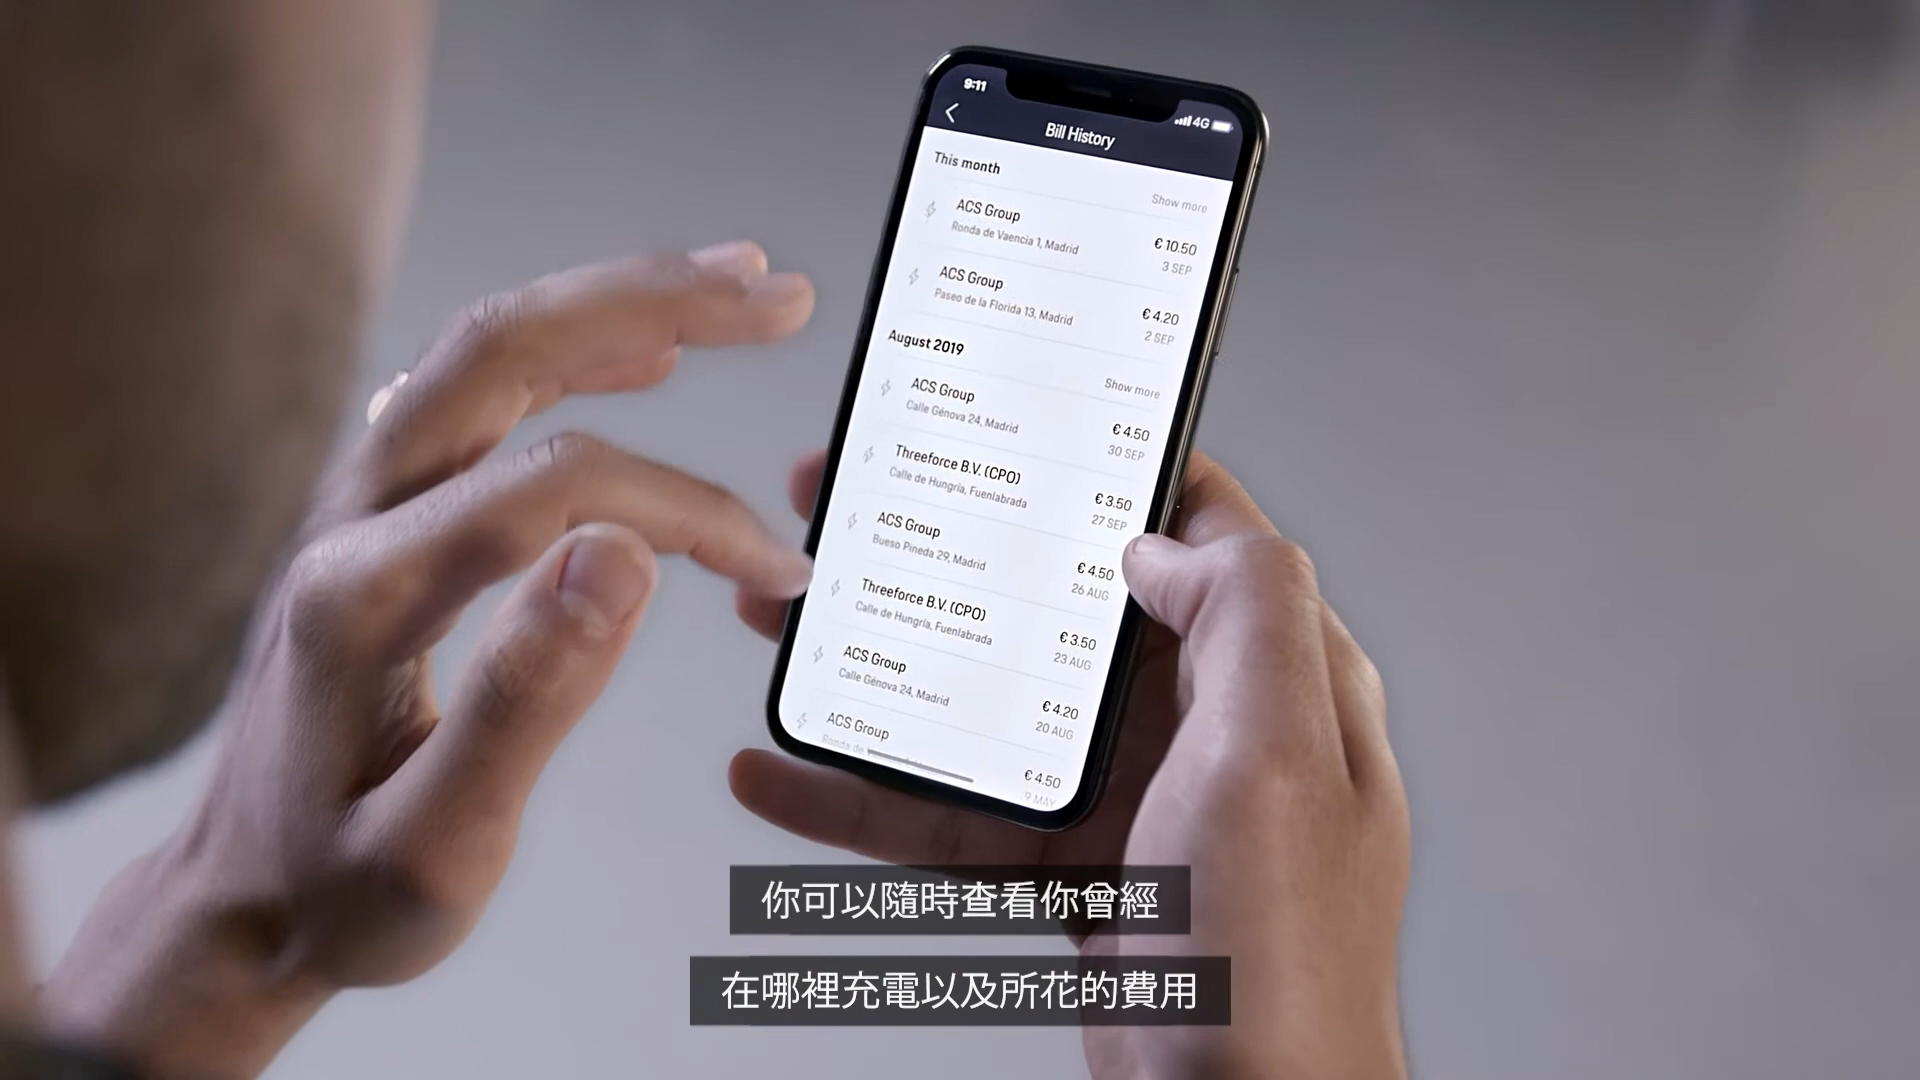 9:11
4G
Bill History
This month
Show more
ACS Group
Ronda de Vaencia 1, Madrid
€ 10.50
3 SEP
ACS Group
Paseo de la Florida 13, Madrid
€ 4.20
2 SEP
August 2019
Show more
ACS Group
Calle Génova 24, Madrid
€ 4.50
30 SEP
Threeforce B.V. (CPO)
Calle de Hungría, Fuenlabrada
€ 3.50
27 SEP
ACS Group
Bueso Pineda 29, Madrid
€ 4.50
26 AUG
Threeforce B.V. (CPO)
Calle de Hungría, Fuenlabrada
€ 3.50
23 AUG
ACS Group
Calle Génova 24, Madrid
€ 4.20
20 AUG
ACS Group
Ronda de
€ 4.50
9 MAY
你可以隨時查看你曾經
在哪裡充電以及所花的費用